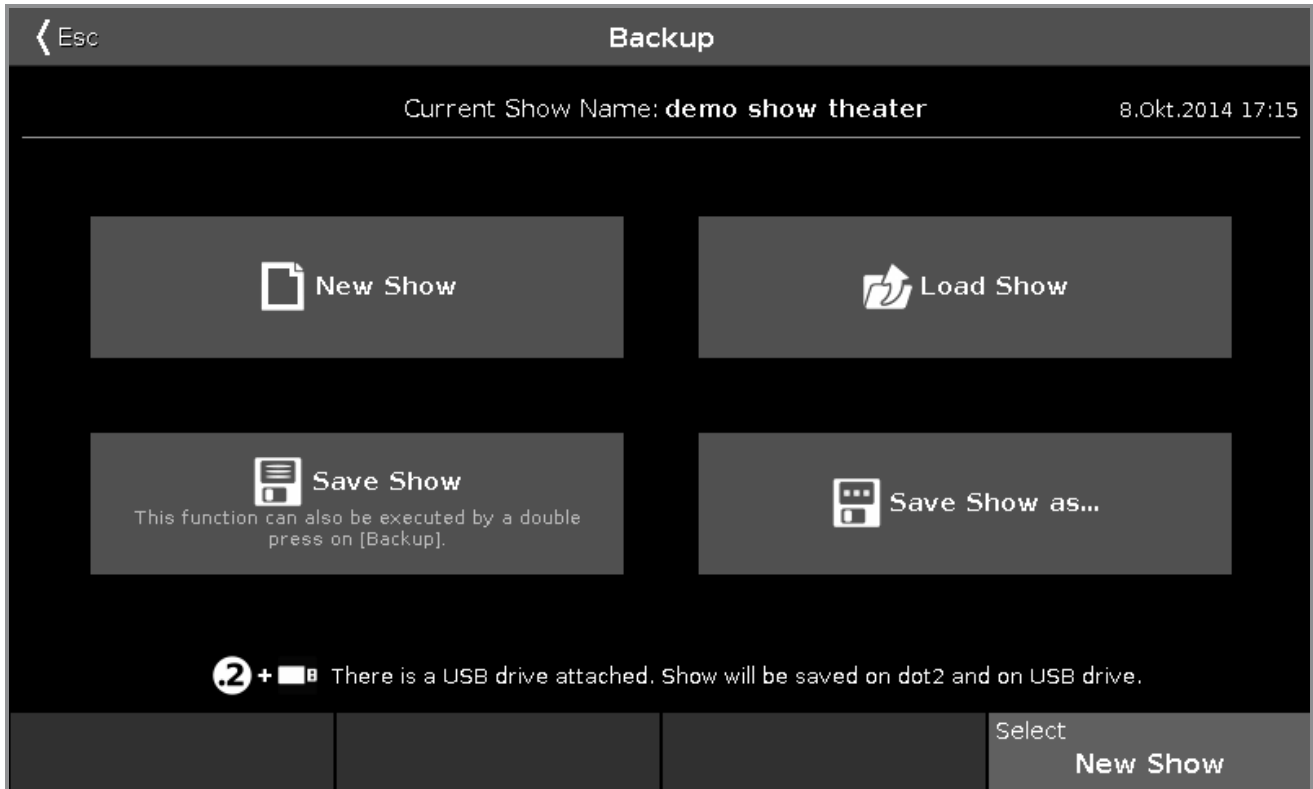 Esc
Backup
Current Show Name: demo show theater
8.Okt.2014 17:15
New Show
Load Show
Save Show
This function can also be executed by a double
press on [Backup].
Save Show as...
.2 + There is a USB drive attached. Show will be saved on dot2 and on USB drive.
Select
New Show